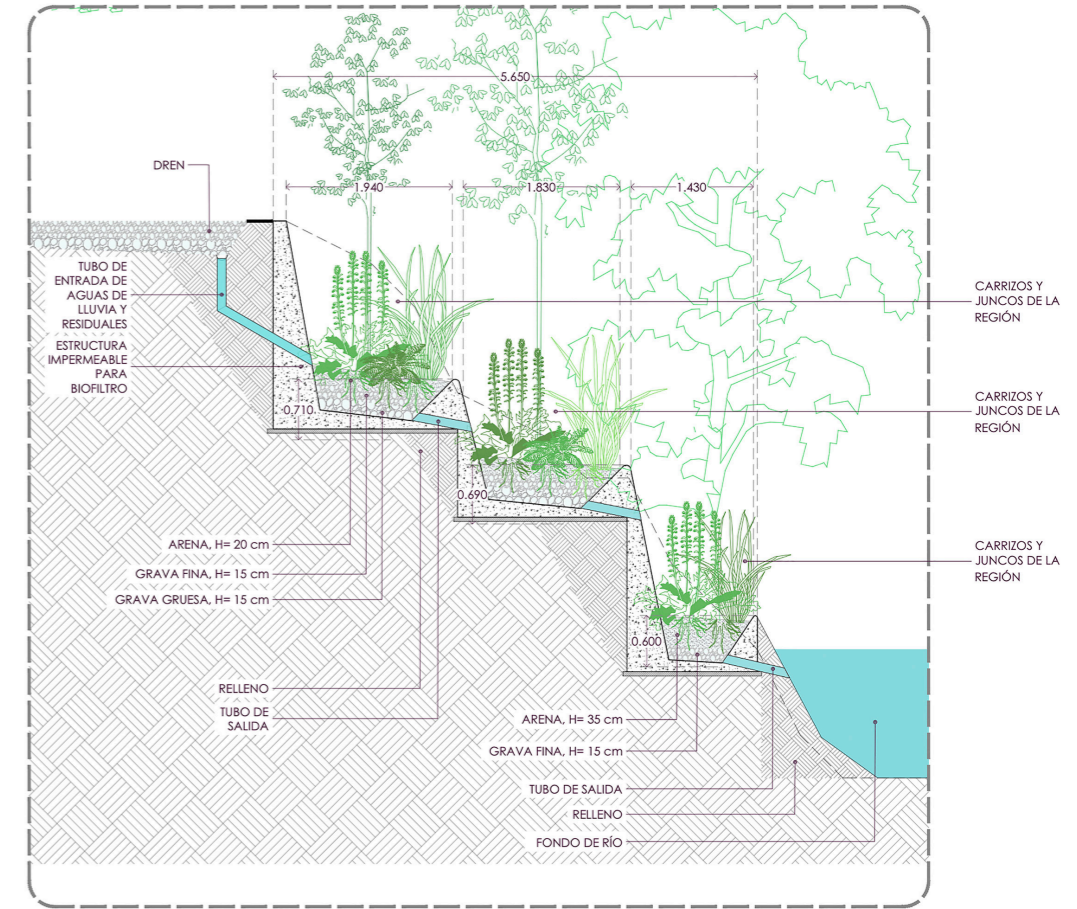 5.650
DREN
1.940
1.830
1.430
TUBO DE
ENTRADA DE
AGUAS DE
LLUVIA Y
RESIDUALES
ESTRUCTURA
IMPERMEABLE
PARA
BIOFILTRO
CARRIZOS Y
JUNCOS DE LA
REGIÓN
0.710
CARRIZOS Y
JUNCOS DE LA
REGIÓN
0.690
ARENA, H= 20 cm
GRAVA FINA, H= 15 cm
GRAVA GRUESA, H= 15 cm
CARRIZOS Y
JUNCOS DE LA
REGIÓN
0.600
RELLENO
TUBO DE
SALIDA
ARENA, H= 35 cm
GRAVA FINA, H= 15 cm
TUBO DE SALIDA
RELLENO
FONDO DE RÍO